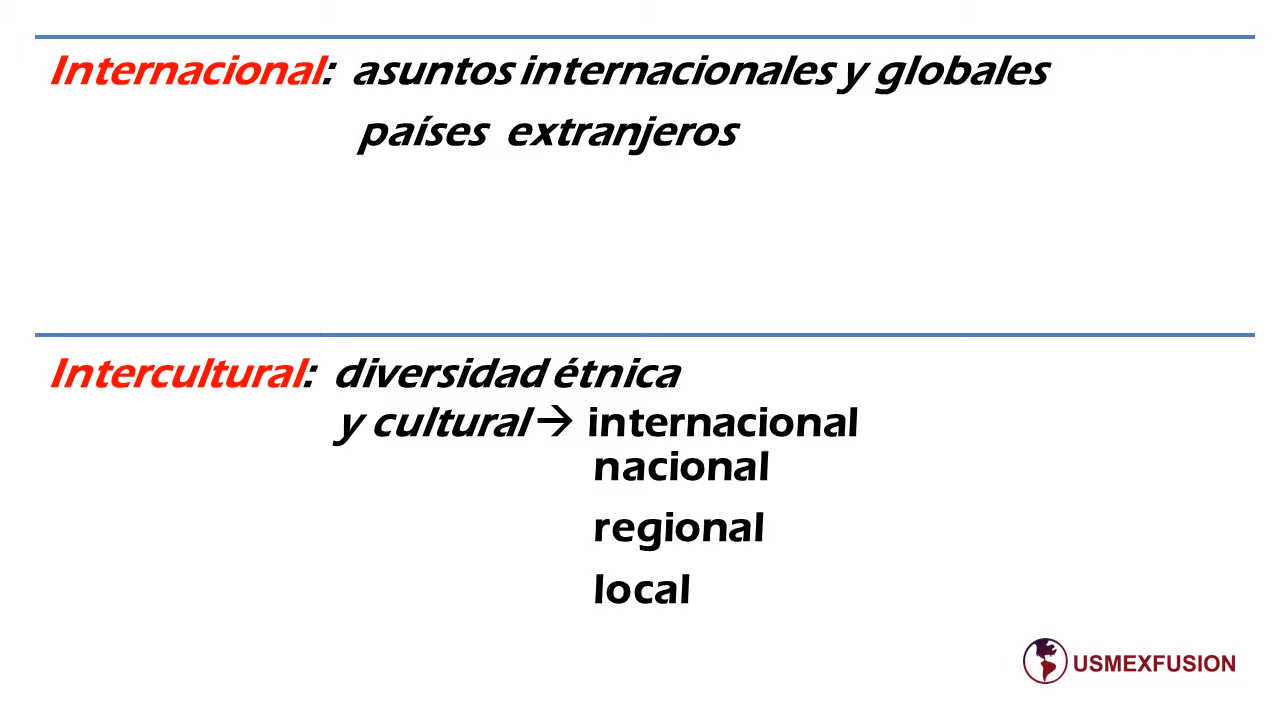 Internacional: asuntos internacionales y globales
países extranjeros
Intercultural: diversidad étnica
y cultural → internacional
nacional
regional
local
USMEXFUSION